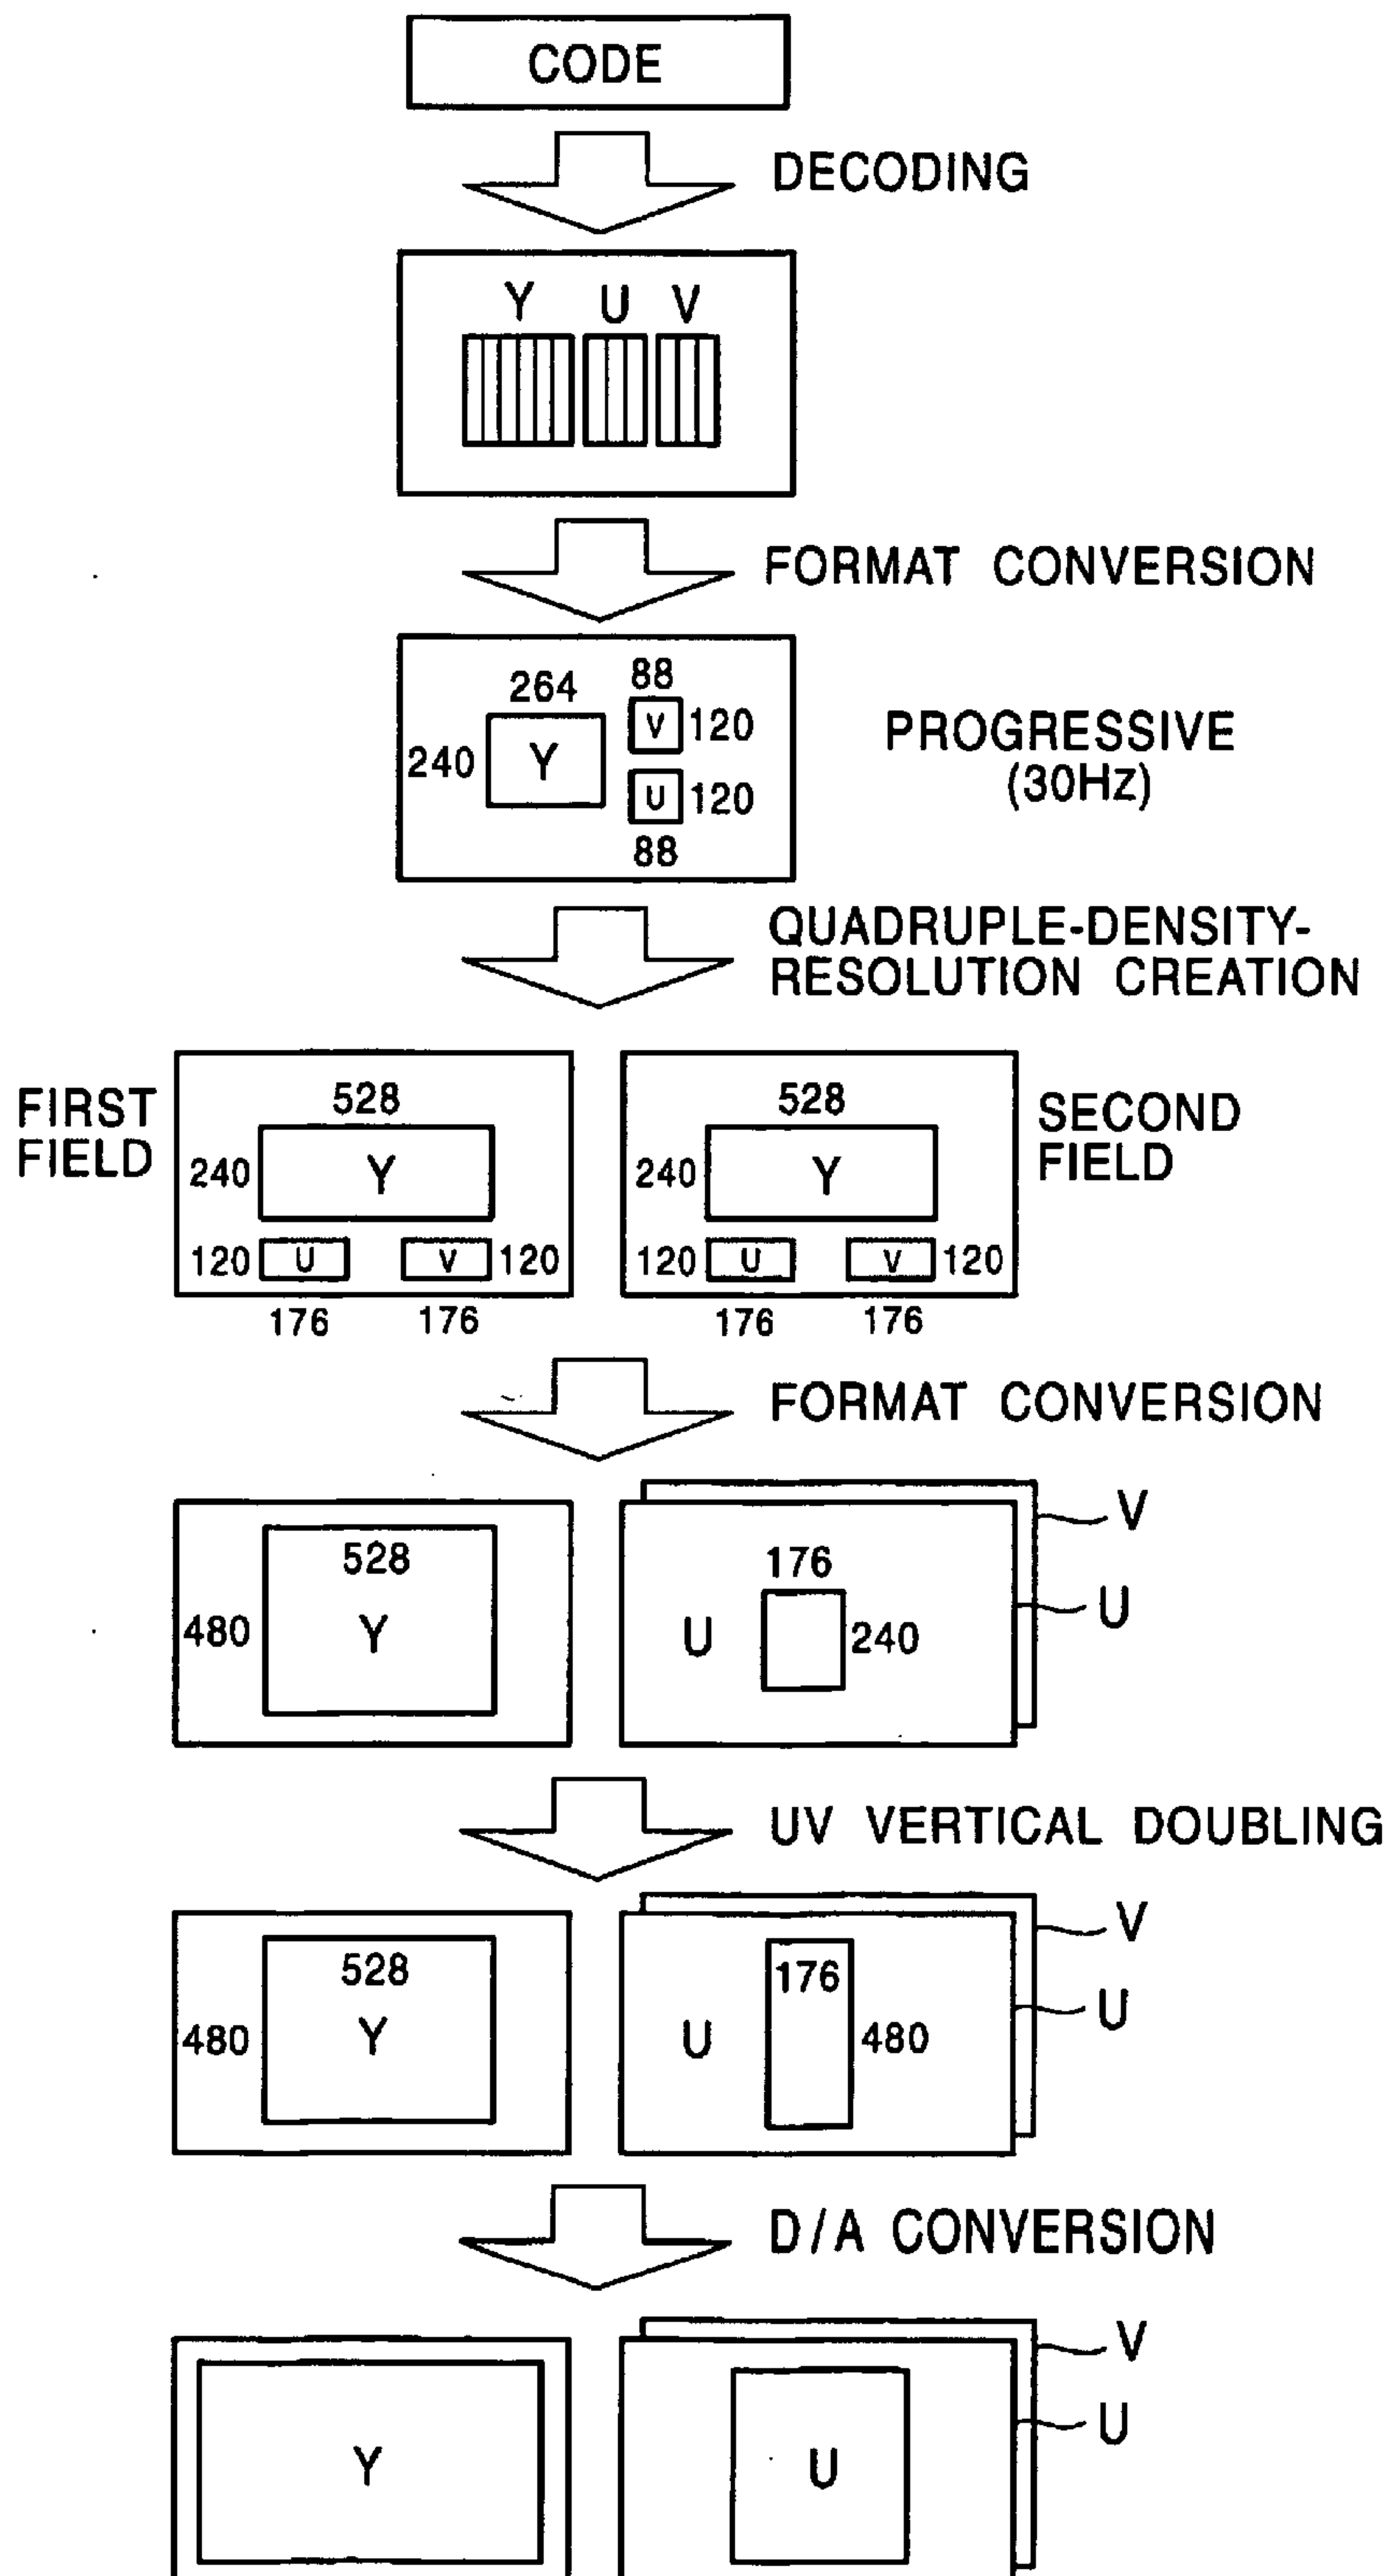 CODE
DECODING
Y U V
FORMAT CONVERSION
88
264
V 120
240 Y
U 120
88
PROGRESSIVE
(30Hz)
QUADRUPLE-DENSITY-
RESOLUTION CREATION
FIRST
FIELD
528
240 Y
120 U V 120
176 176
528
240 Y
120 U V 120
176 176
SECOND
FIELD
FORMAT CONVERSION
528
480 Y
176
U 240
V
U
UV VERTICAL DOUBLING
528
480 Y
176
U 480
V
U
D/A CONVERSION
Y
U
V
U